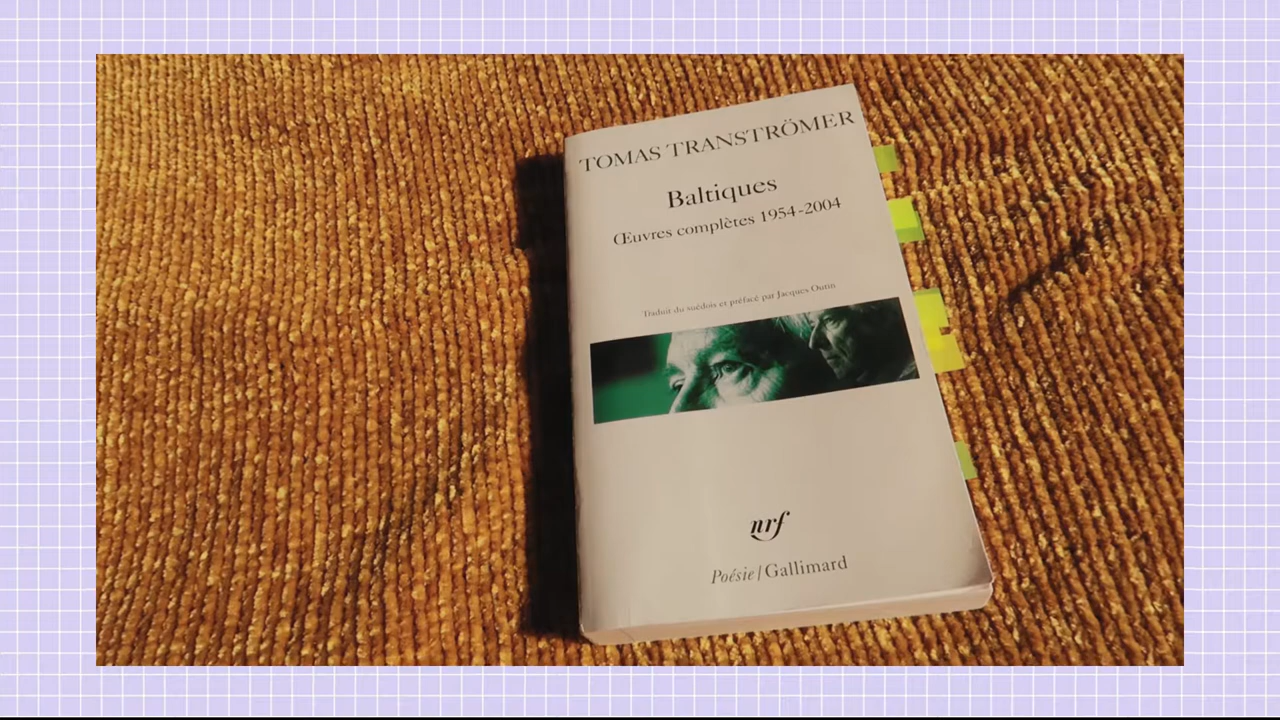 TOMAS TRANSTRÖMER
Baltiques
Œuvres complètes 1954-2004
Traduit du suédois et préfacé par Jacques Outin
nrf
Poésie / Gallimard